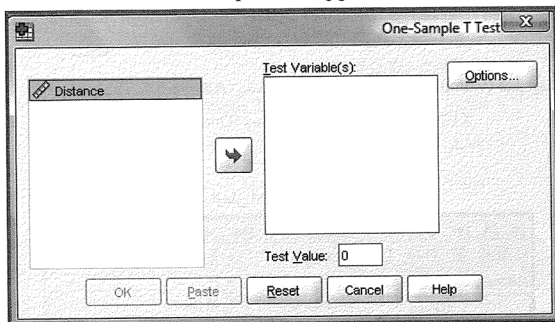 One-Sample T Test
Test Variable(s):
Options...
Distance
Test Value: 0
OK
Paste
Reset
Cancel
Help